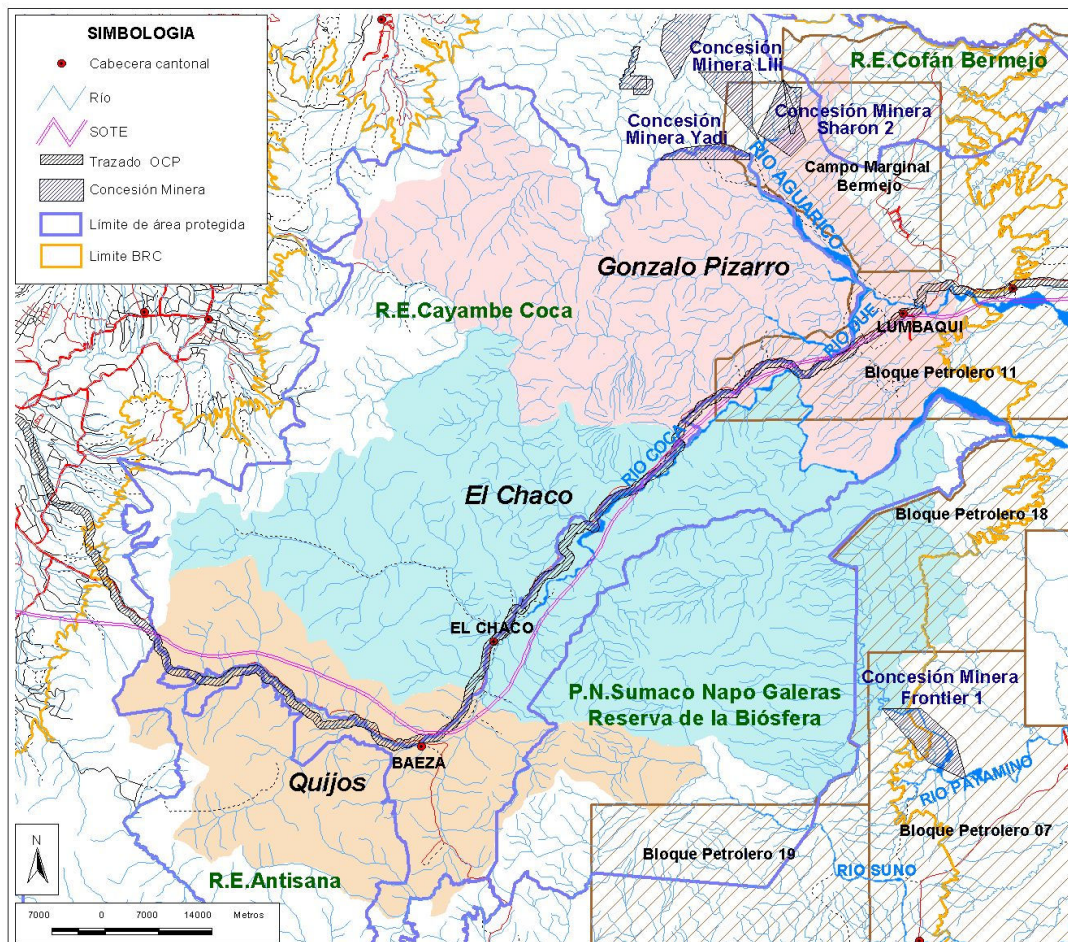 SIMBOLOGIA
Cabecera cantonal
Río
SOTE
Trazado OCP
Concesión Minera
Límite de área protegida
Limite BRC
Concesión
Minera Lili
R.E.Cofán Bermejo
Concesión
Minera Yadi
Concesión Minera
Sharon 2
Campo Marginal
Bermejo
RIO AGUARICO
Gonzalo Pizarro
R.E.Cayambe Coca
RIO DUE
LUMBAQUI
Bloque Petrolero 11
RIO COCA
El Chaco
Bloque Petrolero 18
EL CHACO
P.N.Sumaco Napo Galeras
Reserva de la Biósfera
Concesión Minera
Frontier 1
BAEZA
Quijos
RIO PAYAMINO
Bloque Petrolero 07
Bloque Petrolero 19
RIO SUNO
R.E.Antisana
N
7000 0 7000 14000 Metros